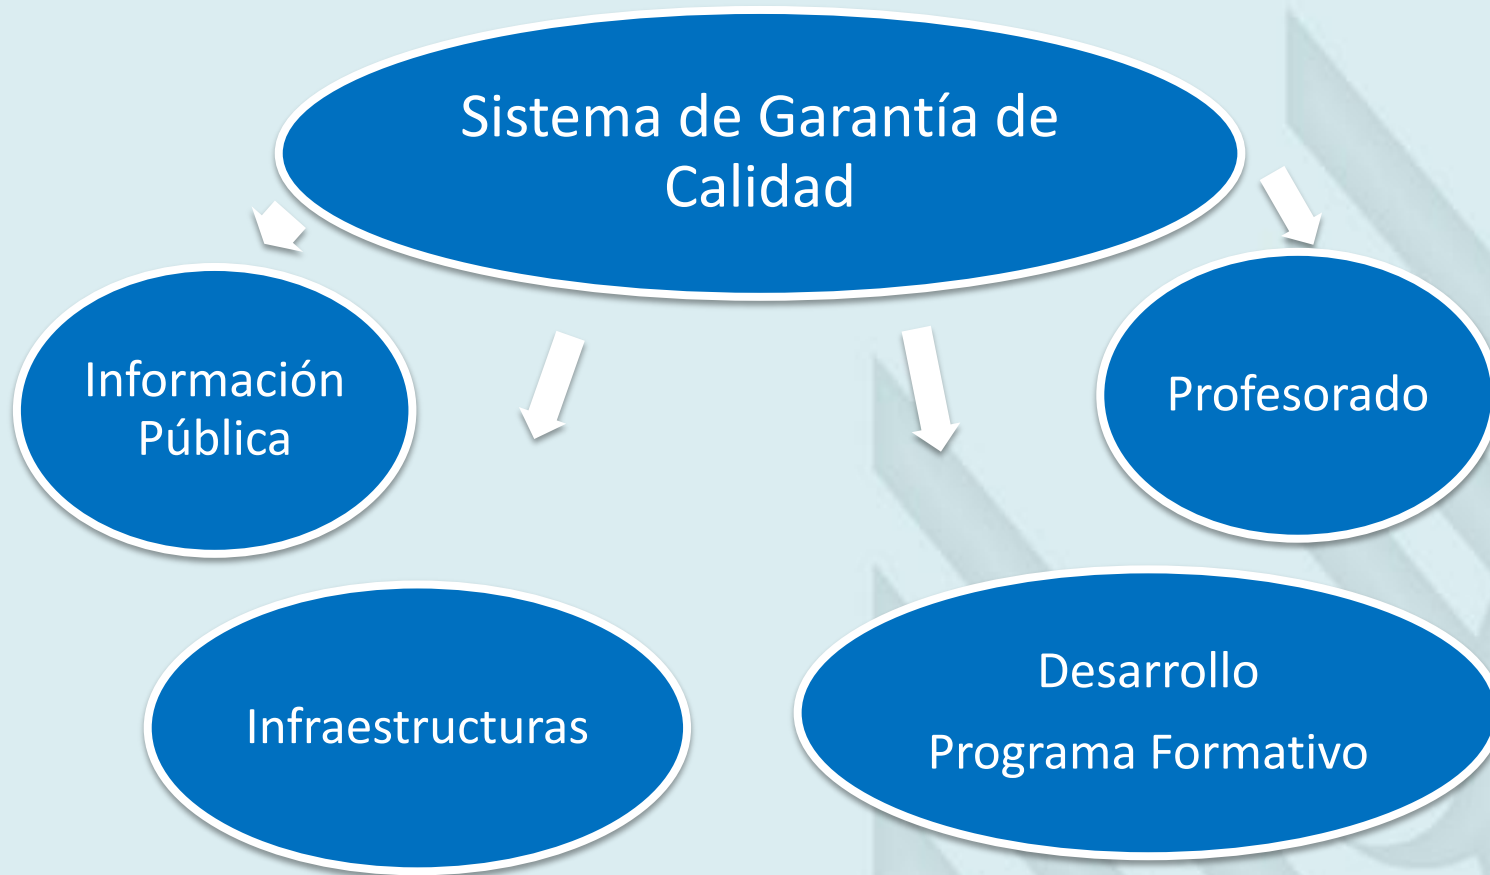 Sistema de Garantía de
Calidad
Información
Pública
Profesorado
Infraestructuras
Desarrollo
Programa Formativo